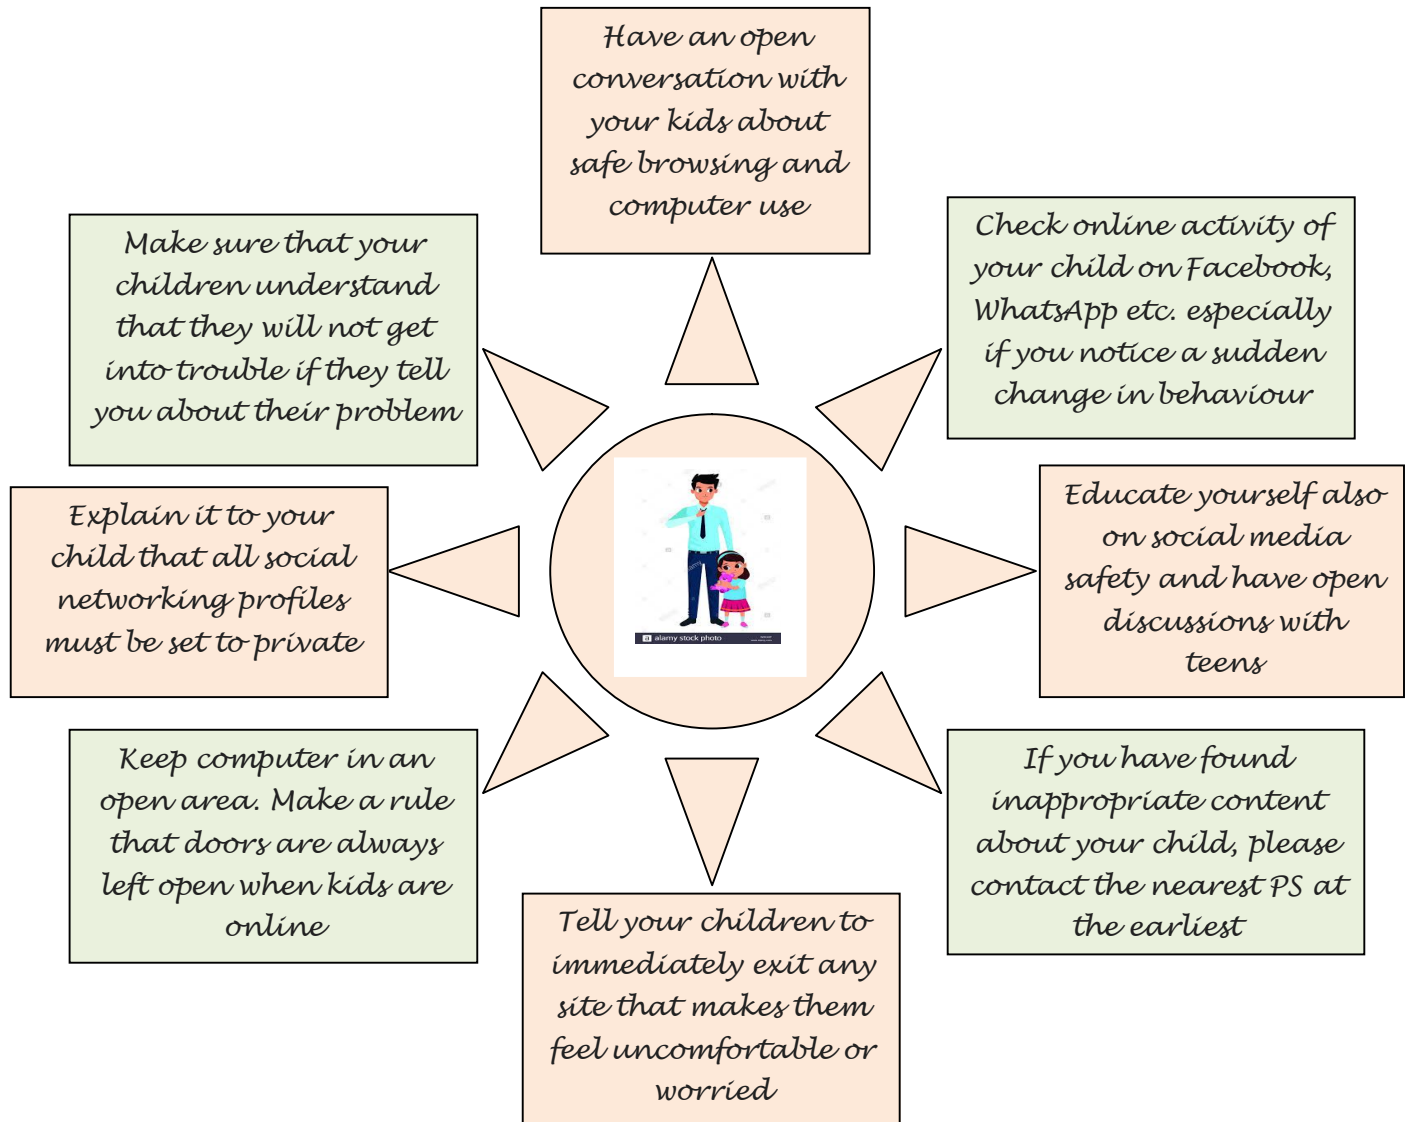 Have an open
conversation with
your kids about
safe browsing and
computer use
Make sure that your
children understand
that they will not get
into trouble if they tell
you about their problem
Check online activity of
your child on Facebook,
WhatsApp etc. especially
if you notice a sudden
change in behaviour
Explain it to your
child that all social
networking profiles
must be set to private
Educate yourself also
on social media
safety and have open
discussions with
teens
alamy stock photo
Keep computer in an
open area. Make a rule
that doors are always
left open when kids are
online
If you have found
inappropriate content
about your child, please
contact the nearest PS at
the earliest
Tell your children to
immediately exit any
site that makes them
feel uncomfortable or
worried